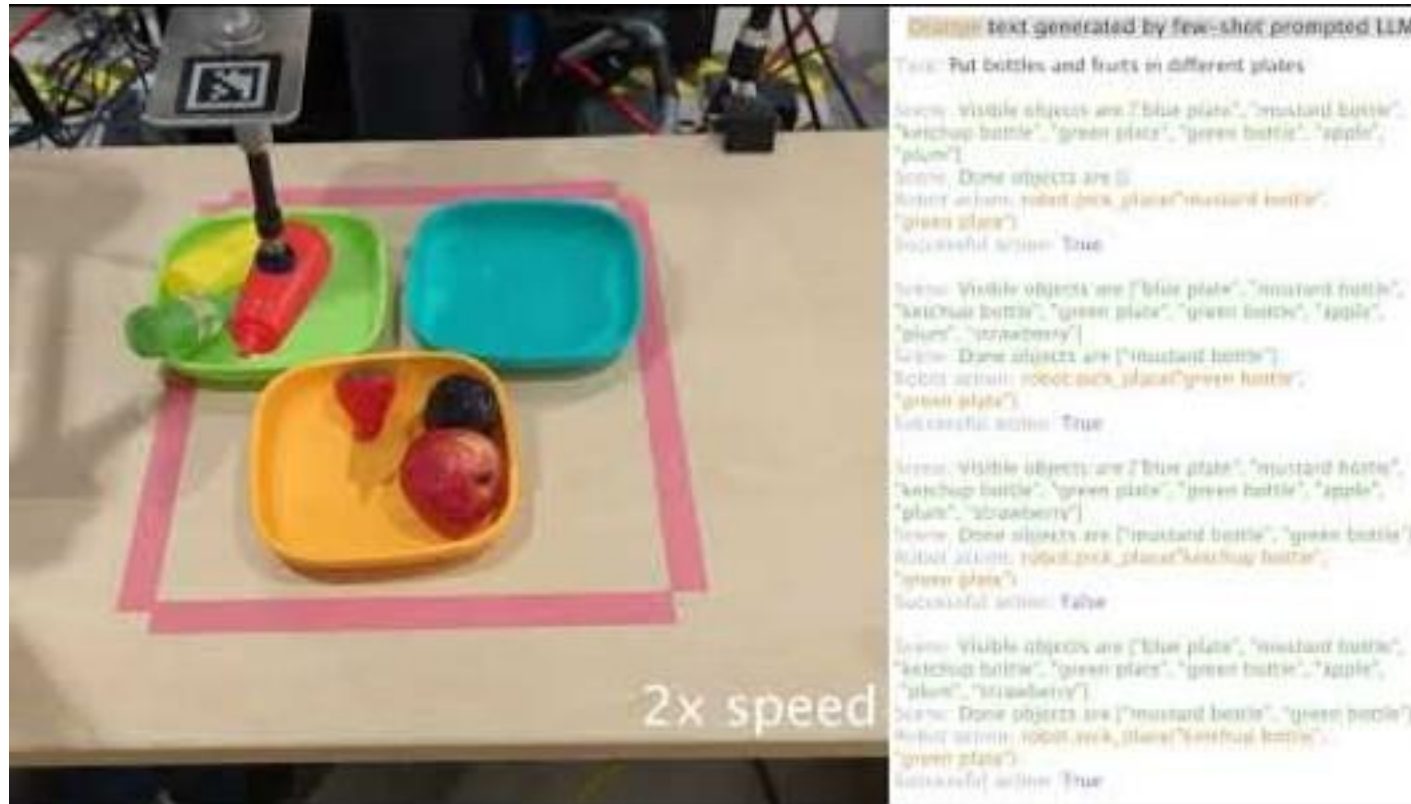 Orange text generated by few-shot prompted LLM
Task: Put bottles and fruits in different plates
Scene: Visible objects are ["blue plate", "mustard bottle",
"ketchup bottle", "green plate", "green bottle", "apple",
"plum"]
Scene: Done objects are []
Robot action: robot.pick_place("mustard bottle",
"green plate")
Successful action: True
Scene: Visible objects are ["blue plate", "mustard bottle",
"ketchup bottle", "green plate", "green bottle", "apple",
"plum", "strawberry"]
Scene: Done objects are ["mustard bottle"]
Robot action: robot.pick_place("green bottle",
"green plate")
Successful action: True
Scene: Visible objects are ["blue plate", "mustard bottle",
"ketchup bottle", "green plate", "green bottle", "apple",
"plum", "strawberry"]
Scene: Done objects are ["mustard bottle", "green bottle"]
Robot action: robot.pick_place("ketchup bottle",
"green plate")
Successful action: False
Scene: Visible objects are ["blue plate", "mustard bottle",
"ketchup bottle", "green plate", "green bottle", "apple",
"plum", "strawberry"]
Scene: Done objects are ["mustard bottle", "green bottle"]
Robot action: robot.pick_place("ketchup bottle",
"green plate")
Successful action: True
2x speed